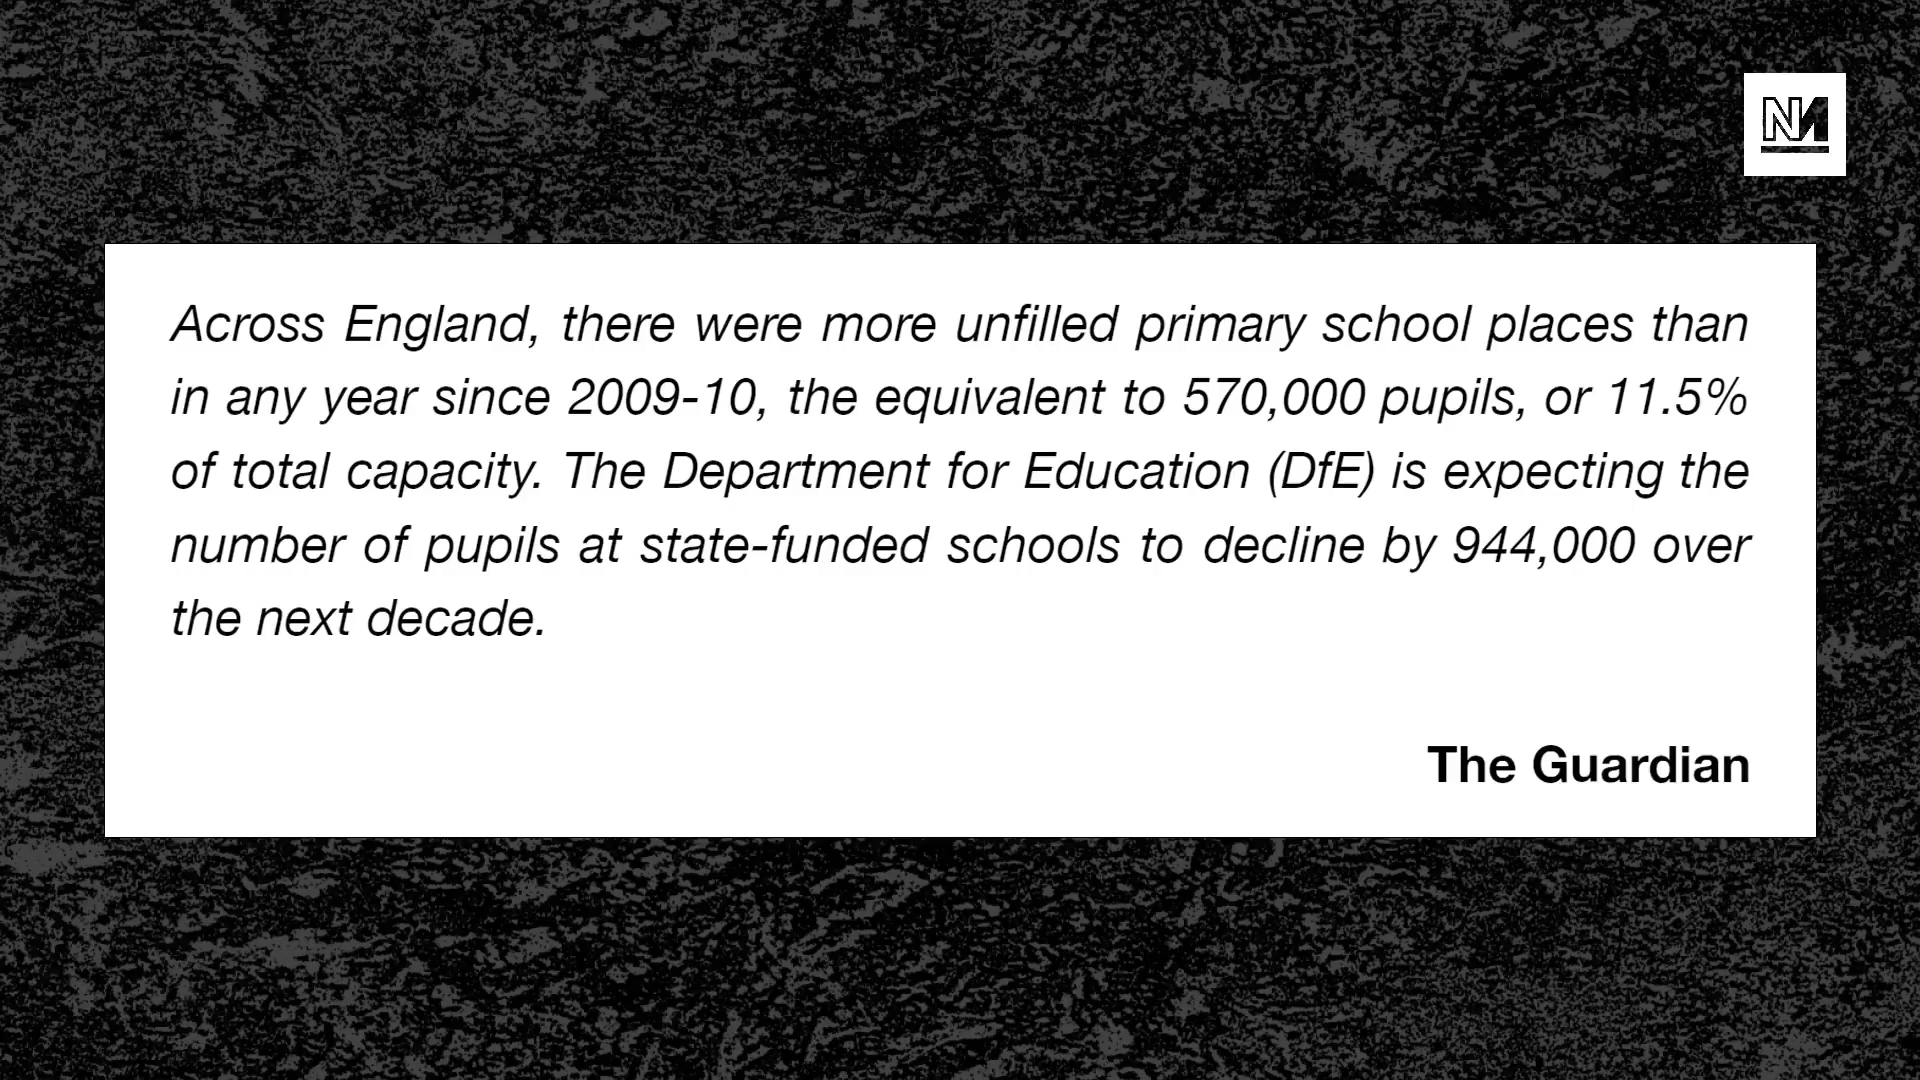 NM
Across England, there were more unfilled primary school places than
in any year since 2009-10, the equivalent to 570,000 pupils, or 11.5%
of total capacity. The Department for Education (DfE) is expecting the
number of pupils at state-funded schools to decline by 944,000 over
the next decade.
The Guardian